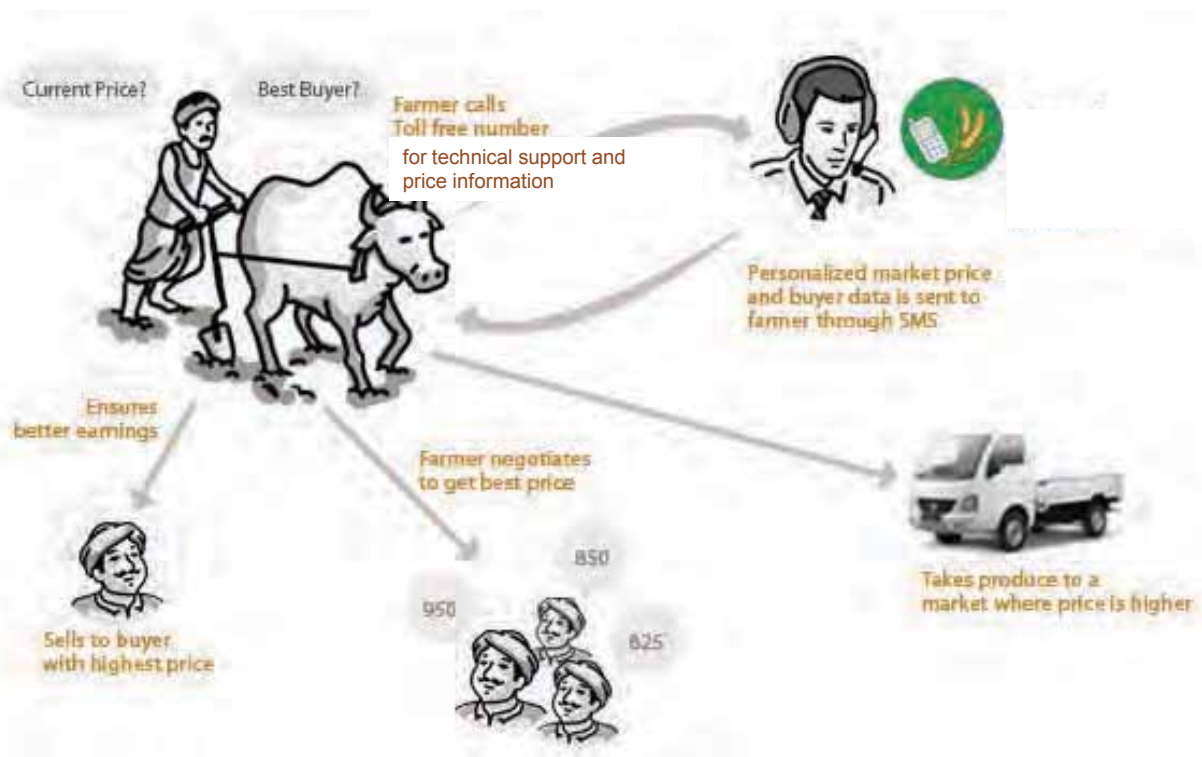 Current Price?
Best Buyer?
Farmer calls
Toll free number
for technical support and
price information
Personalized market price
and buyer data is sent to
farmer through SMS
Ensures
better earnings
Farmer negotiates
to get best price
850
950
825
Sells to buyer
with highest price
Takes produce to a
market where price is higher